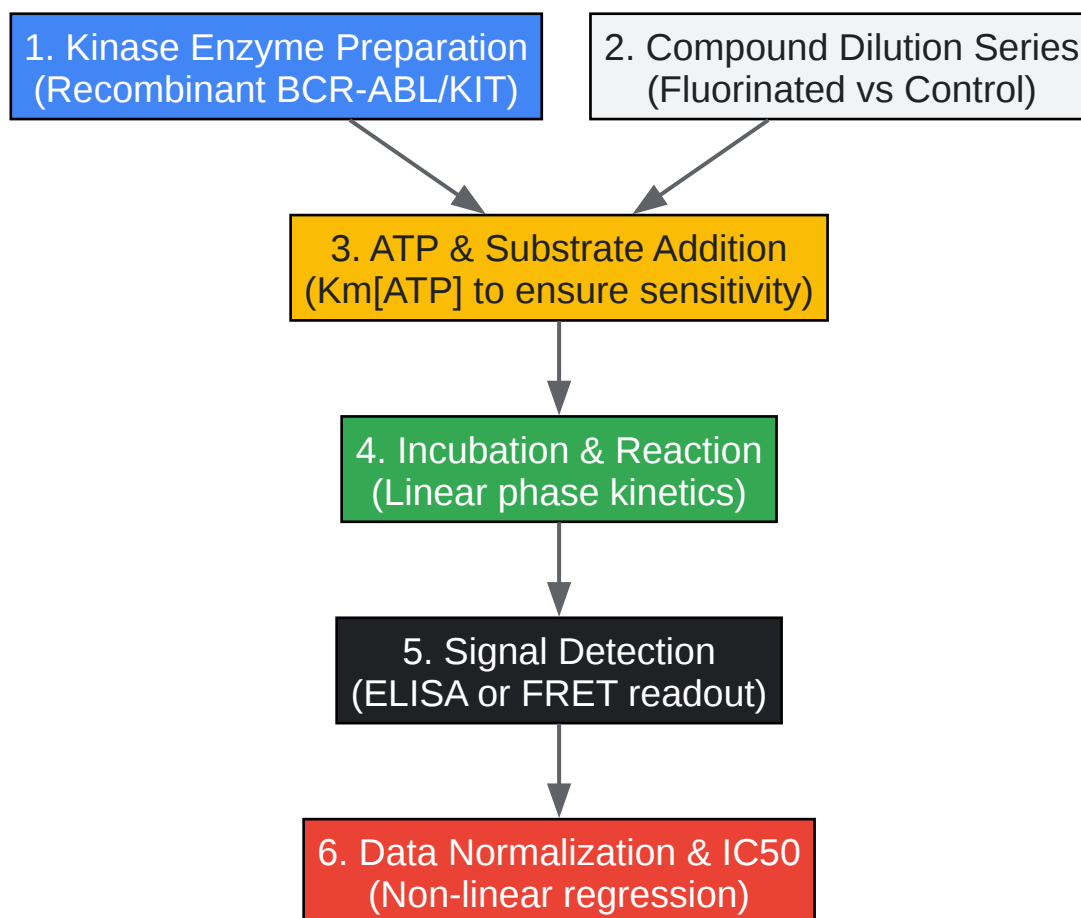 1. Kinase Enzyme Preparation
(Recombinant BCR-ABL/KIT)
2. Compound Dilution Series
(Fluorinated vs Control)
3. ATP & Substrate Addition
(Km[ATP] to ensure sensitivity)
4. Incubation & Reaction
(Linear phase kinetics)
5. Signal Detection
(ELISA or FRET readout)
6. Data Normalization & IC50
(Non-linear regression)